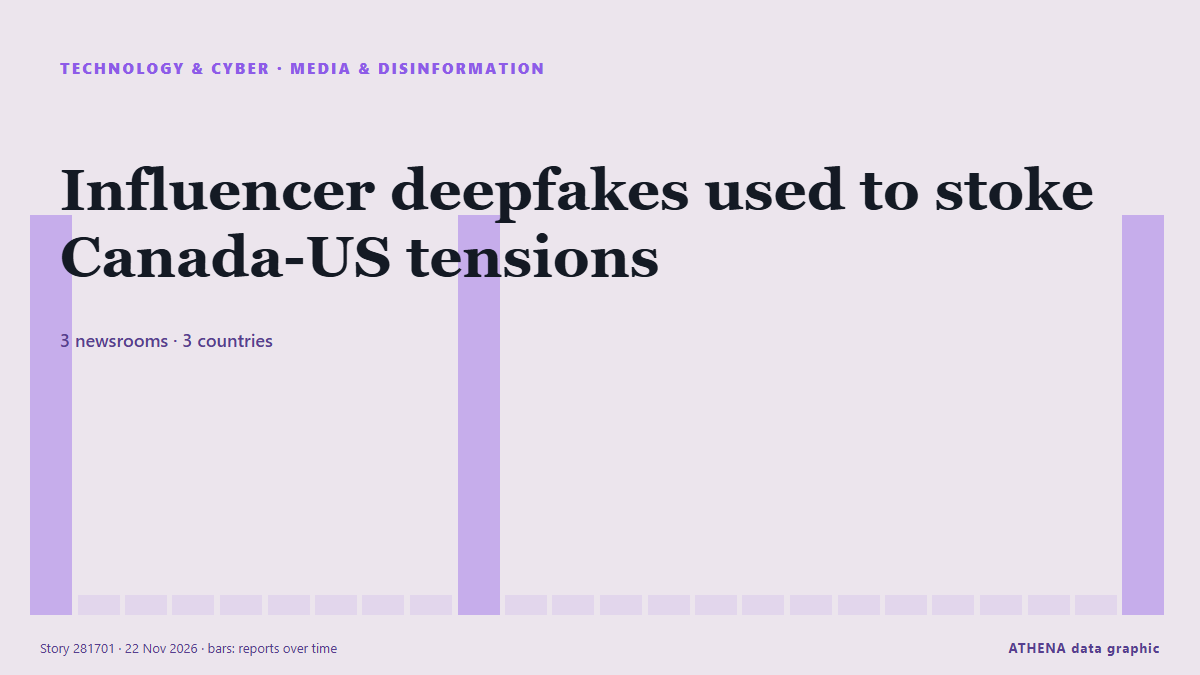 TECHNOLOGY & CYBER · MEDIA & DISINFORMATION
Influencer deepfakes used to stoke
Canada-US tensions
3 newsrooms · 3 countries
Story 281701 · 22 Nov 2026 · bars: reports over time
ATHENA data graphic